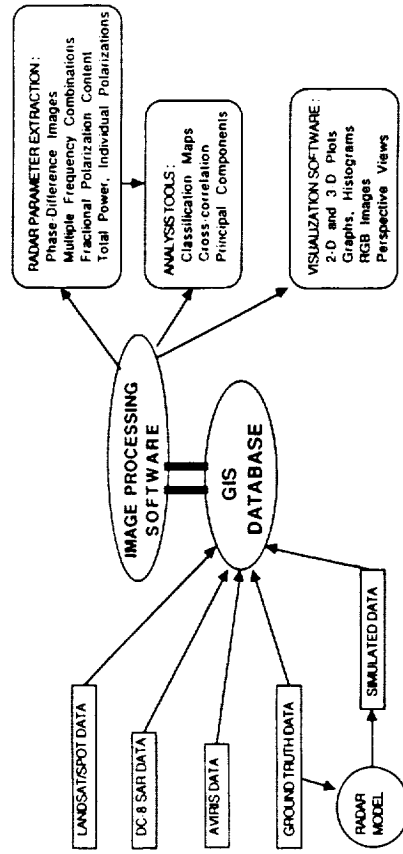 LANDSAT/SPOT DATA
DC-8 SAR DATA
AVIRIS DATA
GROUND TRUTH DATA
RADAR
MODEL
SIMULATED DATA
IMAGE PROCESSING
SOFTWARE
GIS
DATABASE
RADAR PARAMETER EXTRACTION :
Phase-Difference Images
Multiple Frequency Combinations
Fractional Polarization Content
Total Power, Individual Polarizations
ANALYSIS TOOLS :
Classification Maps
Cross-correlation
Principal Components
VISUALIZATION SOFTWARE :
2-D and 3 D Plots
Graphs, Histograms
RGB Images
Perspective Views